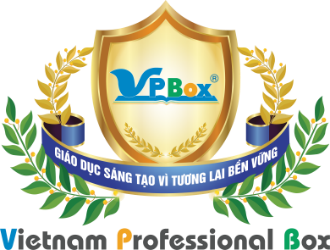 VPBox®
GIÁO DỤC SÁNG TẠO VÌ TƯƠNG LAI BỀN VỮNG
Vietnam Professional Box